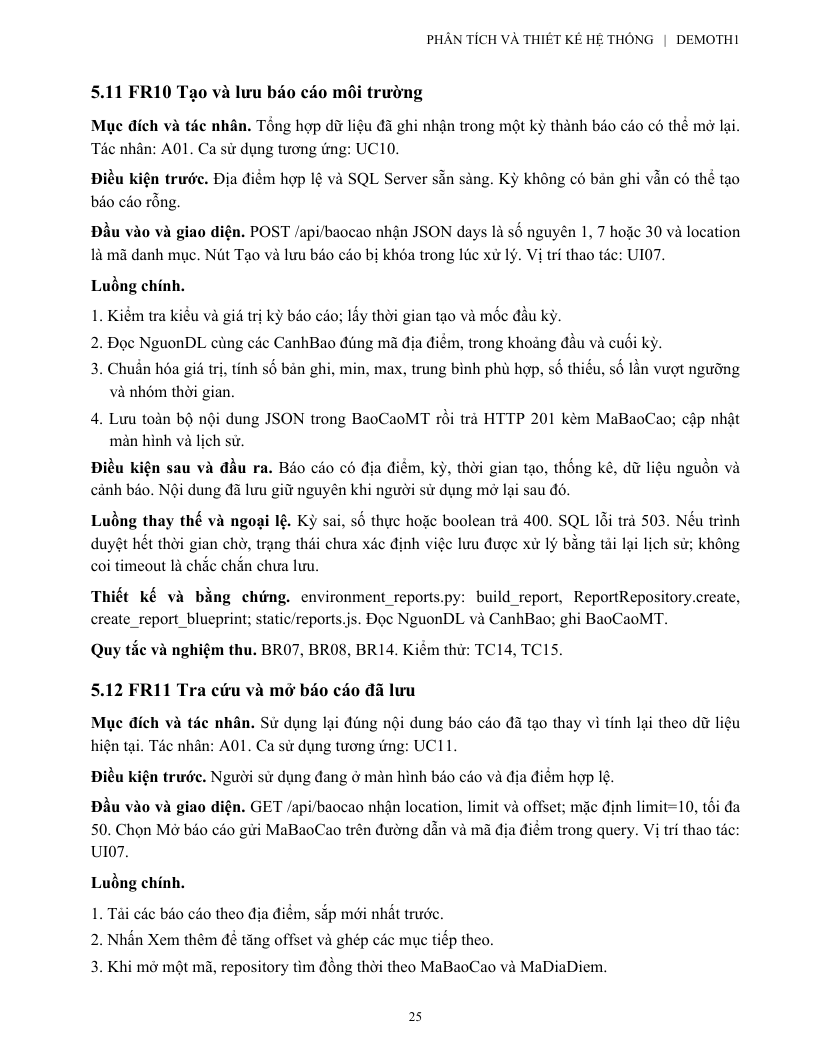 PHÂN TÍCH VÀ THIẾT KẾ HỆ THỐNG | DEMOTH1
5.11 FR10 Tạo và lưu báo cáo môi trường
Mục đích và tác nhân. Tổng hợp dữ liệu đã ghi nhận trong một kỳ thành báo cáo có thể mở lại.
Tác nhân: A01. Ca sử dụng tương ứng: UC10.
Điều kiện trước. Địa điểm hợp lệ và SQL Server sẵn sàng. Kỳ không có bản ghi vẫn có thể tạo
báo cáo rỗng.
Đầu vào và giao diện. POST /api/baocao nhận JSON days là số nguyên 1, 7 hoặc 30 và location
là mã danh mục. Nút Tạo và lưu báo cáo bị khóa trong lúc xử lý. Vị trí thao tác: UI07.
Luồng chính.
1. Kiểm tra kiểu và giá trị kỳ báo cáo; lấy thời gian tạo và mốc đầu kỳ.
2. Đọc NguonDL cùng các CanhBao đúng mã địa điểm, trong khoảng đầu và cuối kỳ.
3. Chuẩn hóa giá trị, tính số bản ghi, min, max, trung bình phù hợp, số thiếu, số lần vượt ngưỡng
và nhóm thời gian.
4. Lưu toàn bộ nội dung JSON trong BaoCaoMT rồi trả HTTP 201 kèm MaBaoCao; cập nhật
màn hình và lịch sử.
Điều kiện sau và đầu ra. Báo cáo có địa điểm, kỳ, thời gian tạo, thống kê, dữ liệu nguồn và
cảnh báo. Nội dung đã lưu giữ nguyên khi người sử dụng mở lại sau đó.
Luồng thay thế và ngoại lệ. Kỳ sai, số thực hoặc boolean trả 400. SQL lỗi trả 503. Nếu trình
duyệt hết thời gian chờ, trạng thái chưa xác định việc lưu được xử lý bằng tải lại lịch sử; không
coi timeout là chắc chắn chưa lưu.
Thiết kế và bằng chứng. environment_reports.py: build_report, ReportRepository.create,
create_report_blueprint; static/reports.js. Đọc NguonDL và CanhBao; ghi BaoCaoMT.
Quy tắc và nghiệm thu. BR07, BR08, BR14. Kiểm thử: TC14, TC15.
5.12 FR11 Tra cứu và mở báo cáo đã lưu
Mục đích và tác nhân. Sử dụng lại đúng nội dung báo cáo đã tạo thay vì tính lại theo dữ liệu
hiện tại. Tác nhân: A01. Ca sử dụng tương ứng: UC11.
Điều kiện trước. Người sử dụng đang ở màn hình báo cáo và địa điểm hợp lệ.
Đầu vào và giao diện. GET /api/baocao nhận location, limit và offset; mặc định limit=10, tối đa
50. Chọn Mở báo cáo gửi MaBaoCao trên đường dẫn và mã địa điểm trong query. Vị trí thao tác:
UI07.
Luồng chính.
1. Tải các báo cáo theo địa điểm, sắp mới nhất trước.
2. Nhấn Xem thêm để tăng offset và ghép các mục tiếp theo.
3. Khi mở một mã, repository tìm đồng thời theo MaBaoCao và MaDiaDiem.
25